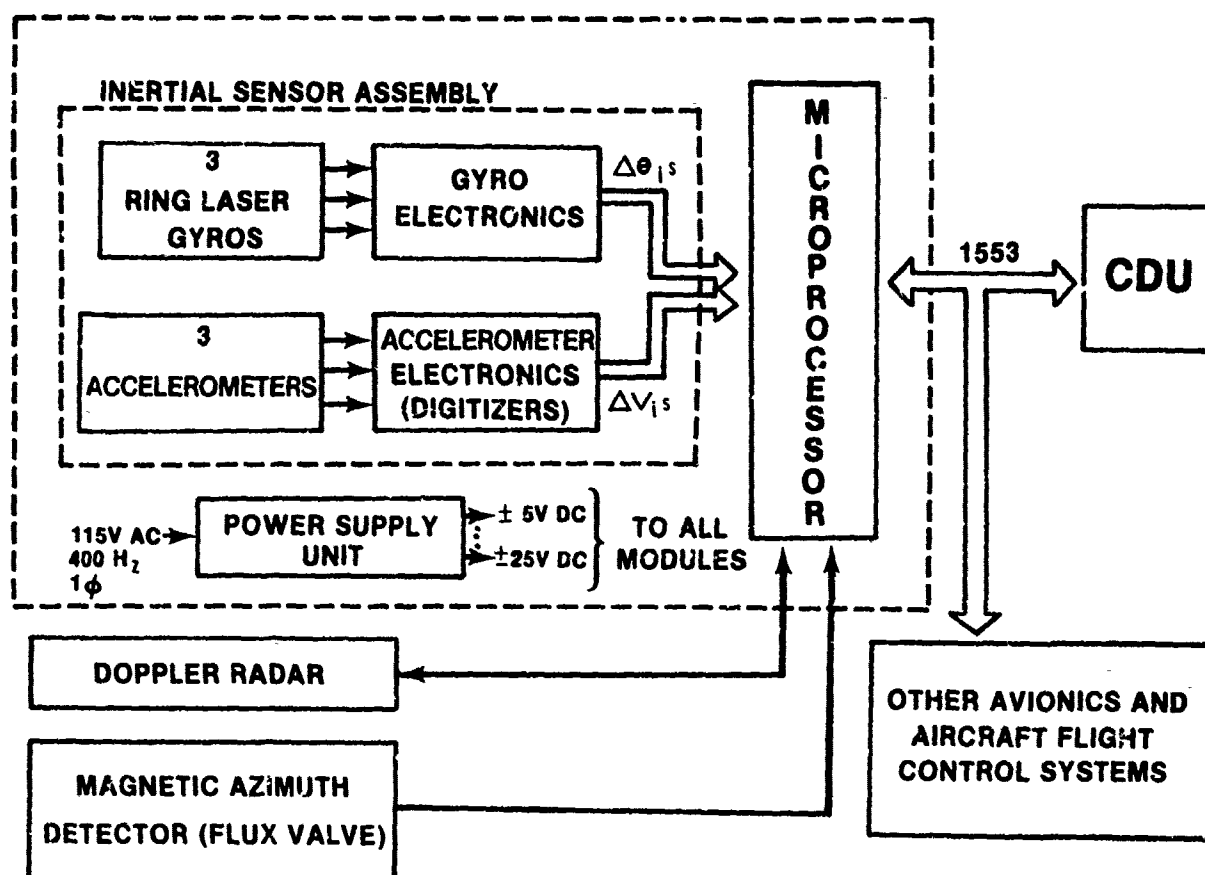 INERTIAL SENSOR ASSEMBLY
3
RING LASER
GYROS
GYRO
ELECTRONICS
Δθis
3
ACCELEROMETERS
ACCELEROMETER
ELECTRONICS
(DIGITIZERS)
ΔVis
MICROPROCESSOR
1553
CDU
115V AC
400 Hz
1ϕ
POWER SUPPLY
UNIT
± 5V DC
±25V DC
TO ALL
MODULES
DOPPLER RADAR
MAGNETIC AZIMUTH
DETECTOR (FLUX VALVE)
OTHER AVIONICS AND
AIRCRAFT FLIGHT
CONTROL SYSTEMS